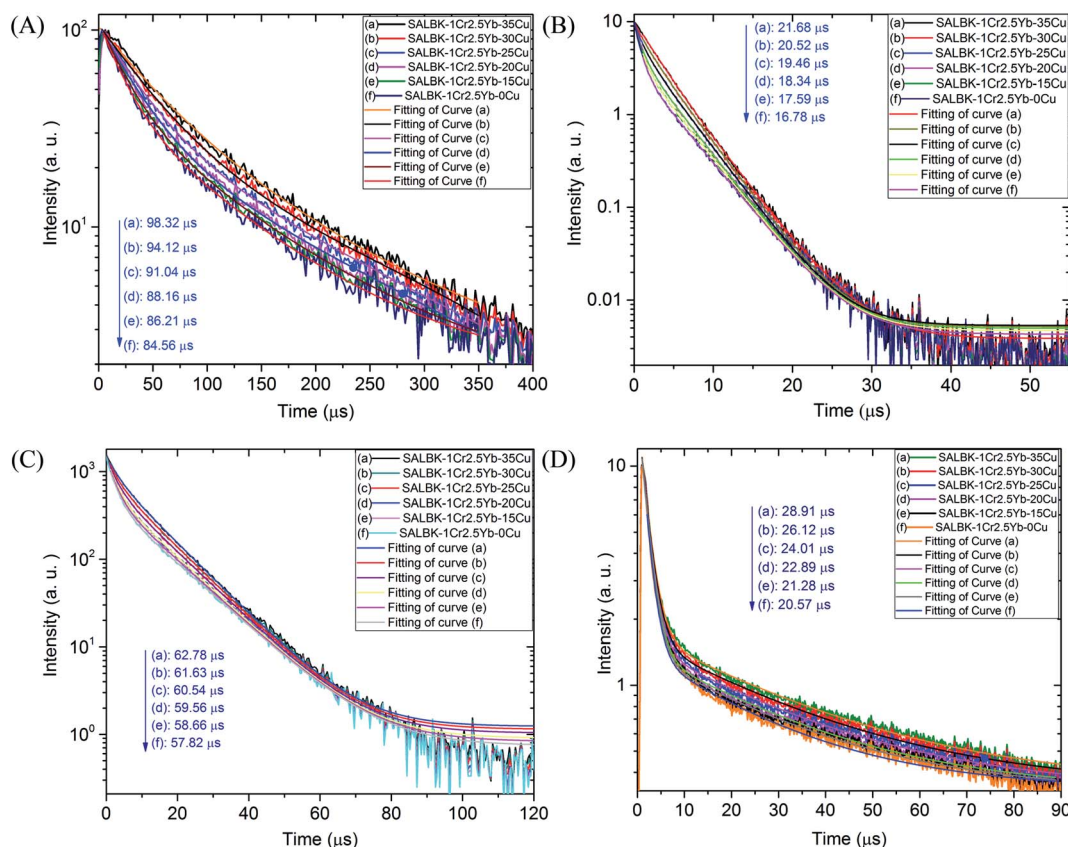 (A)
(a) SALBK-1Cr2.5Yb-35Cu
(b) SALBK-1Cr2.5Yb-30Cu
(c) SALBK-1Cr2.5Yb-25Cu
(d) SALBK-1Cr2.5Yb-20Cu
(e) SALBK-1Cr2.5Yb-15Cu
(f) SALBK-1Cr2.5Yb-0Cu
Fitting of Curve (a)
Fitting of Curve (b)
Fitting of Curve (c)
Fitting of Curve (d)
Fitting of Curve (e)
Fitting of Curve (f)
(a): 98.32 μs
(b): 94.12 μs
(c): 91.04 μs
(d): 88.16 μs
(e): 86.21 μs
(f): 84.56 μs
Intensity (a. u.)
10²
10¹
0 50 100 150 200 250 300 350 400
Time (μs)
(B)
(a): 21.68 μs
(b): 20.52 μs
(c): 19.46 μs
(d): 18.34 μs
(e): 17.59 μs
(f): 16.78 μs
(a) SALBK-1Cr2.5Yb-35Cu
(b) SALBK-1Cr2.5Yb-30Cu
(c) SALBK-1Cr2.5Yb-25Cu
(d) SALBK-1Cr2.5Yb-20Cu
(e) SALBK-1Cr2.5Yb-15Cu
(f) SALBK-1Cr2.5Yb-0Cu
Fitting of curve (a)
Fitting of curve (b)
Fitting of curve (c)
Fitting of curve (d)
Fitting of curve (e)
Fitting of curve (f)
Intensity (a. u.)
10
1
0.1
0.01
0 10 20 30 40 50
Time (μs)
(C)
(a) SALBK-1Cr2.5Yb-35Cu
(b) SALBK-1Cr2.5Yb-30Cu
(c) SALBK-1Cr2.5Yb-25Cu
(d) SALBK-1Cr2.5Yb-20Cu
(e) SALBK-1Cr2.5Yb-15Cu
(f) SALBK-1Cr2.5Yb-0Cu
Fitting of curve (a)
Fitting of curve (b)
Fitting of curve (c)
Fitting of curve (d)
Fitting of curve (e)
Fitting of curve (f)
(a): 62.78 μs
(b): 61.63 μs
(c): 60.54 μs
(d): 59.56 μs
(e): 58.66 μs
(f): 57.82 μs
Intensity (a. u.)
10³
10²
10¹
10⁰
0 20 40 60 80 100 120
Time (μs)
(D)
(a) SALBK-1Cr2.5Yb-35Cu
(b) SALBK-1Cr2.5Yb-30Cu
(c) SALBK-1Cr2.5Yb-25Cu
(d) SALBK-1Cr2.5Yb-20Cu
(e) SALBK-1Cr2.5Yb-15Cu
(f) SALBK-1Cr2.5Yb-0Cu
Fitting of Curve (a)
Fitting of Curve (b)
Fitting of Curve (c)
Fitting of Curve (d)
Fitting of Curve (e)
Fitting of Curve (f)
(a): 28.91 μs
(b): 26.12 μs
(c): 24.01 μs
(d): 22.89 μs
(e): 21.28 μs
(f): 20.57 μs
Intensity (a. u.)
10
1
0 10 20 30 40 50 60 70 80 90
Time (μs)